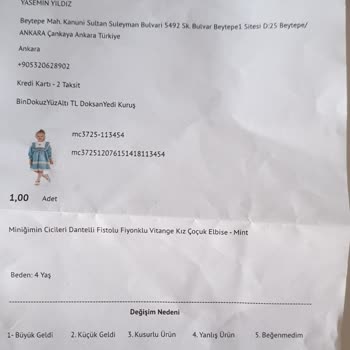 YASEMİN YILDIZ
Beytepe Mah. Kanuni Sultan Suleyman Bulvari 5492 Sk. Bulvar Beytepe1 Sitesi D:25 Beytepe/
ANKARA Çankaya Ankara Türkiye
Ankara
+905320628902
Kredi Kartı - 2 Taksit
BinDokuzYüzAltı TL DoksanYedi Kuruş
mc3725-113454
mc372512076151418113454
1,00 Adet
Miniğimin Cicileri Dantelli Fistolu Fiyonklu Vitange Kız Çoçuk Elbise - Mint
Beden: 4 Yaş
Değişim Nedeni
1- Büyük Geldi 2. Küçük Geldi 3. Kusurlu Ürün 4. Yanlış Ürün 5. Beğenmedim